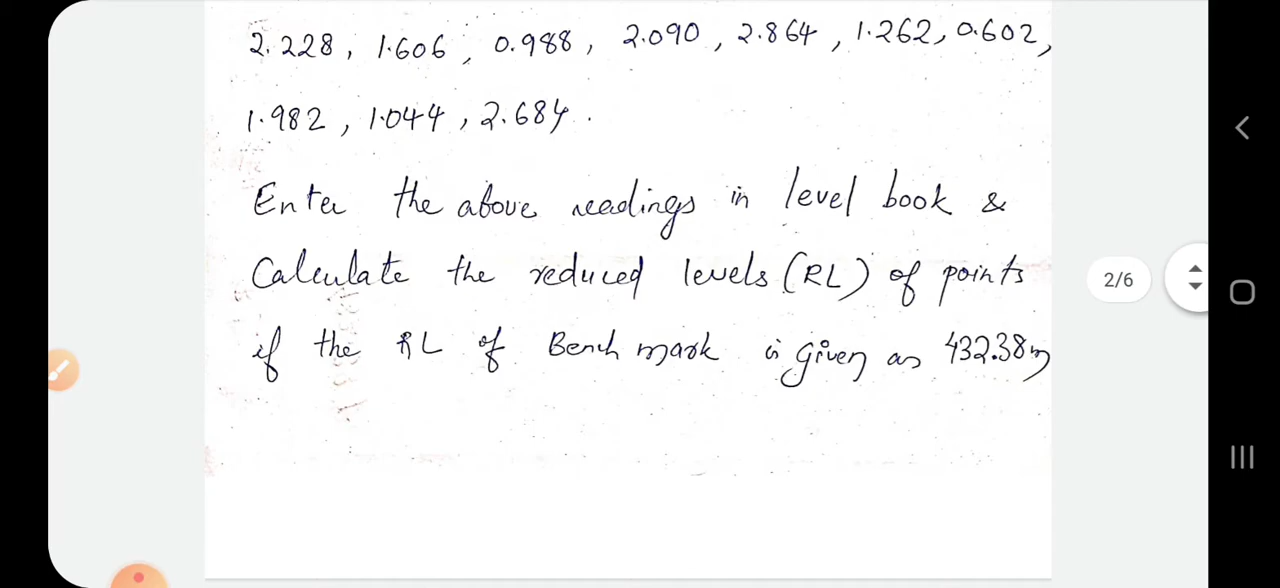 2.228, 1.606, 0.988, 2.090, 2.864, 1.262, 0.602,
1.982, 1.044, 2.684.
Enter the above readings in level book &
Calculate the reduced levels (RL) of points
if the RL of Bench mark is given as 432.38m
2/6